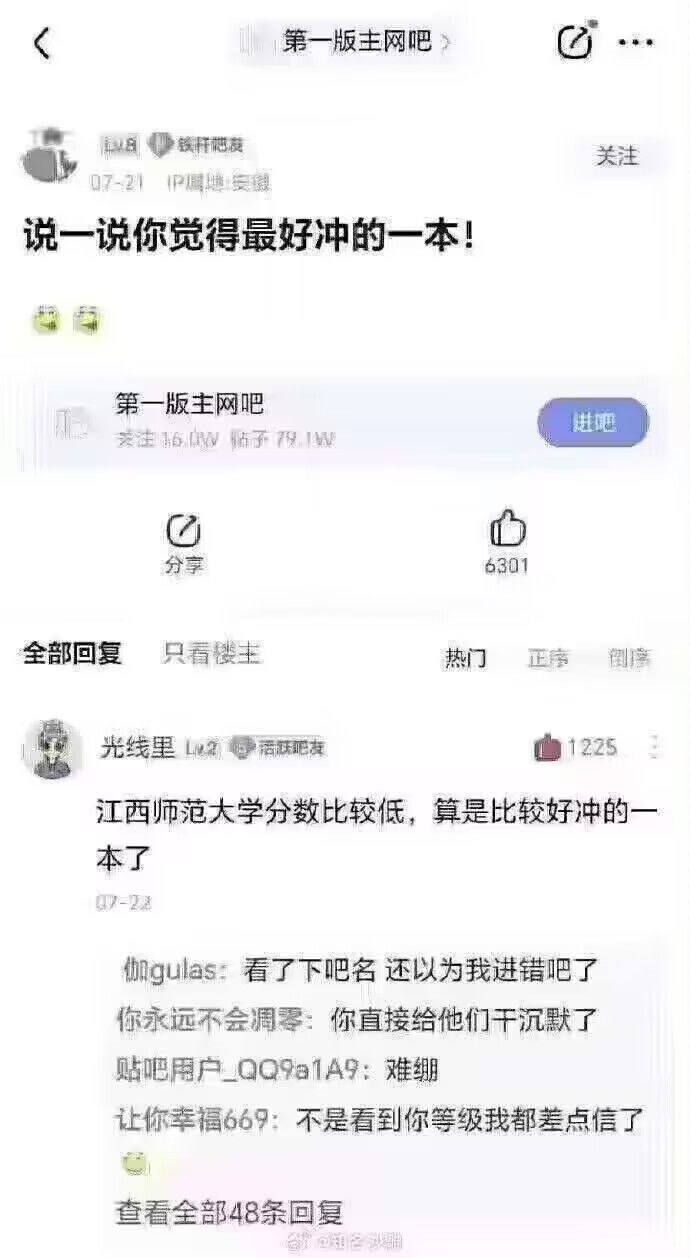 第一版主网吧
Lv.8 铁杆吧友
07-21 IP属地:安徽
关注
说一说你觉得最好冲的一本！
第一版主网吧
关注 16.0W 贴子 79.1W
进吧
分享
6301
全部回复 只看楼主 热门 正序 倒序
光线里 Lv.2 活跃吧友 1225
江西师范大学分数比较低，算是比较好冲的一
本了
07-22
伽gulas：看了下吧名 还以为我进错吧了
你永远不会凋零：你直接给他们干沉默了
贴吧用户_QQ9a1A9：难绷
让你幸福669：不是看到你等级我都差点信了
查看全部48条回复